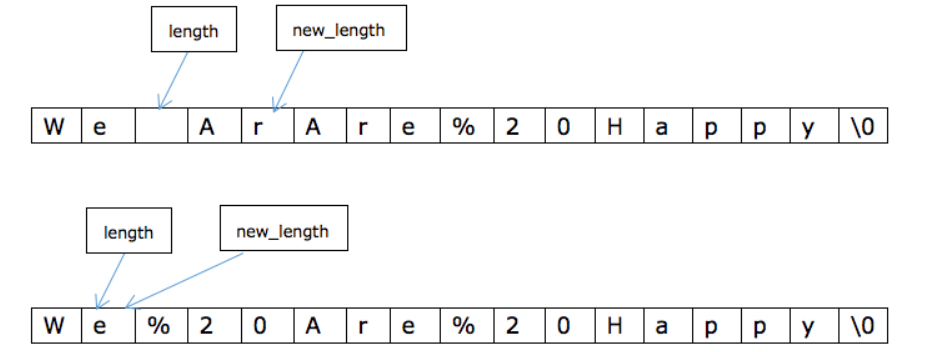 length new_length
W e A r A r e % 2 0 H a p p y \0
length new_length
W e % 2 0 A r e % 2 0 H a p p y \0